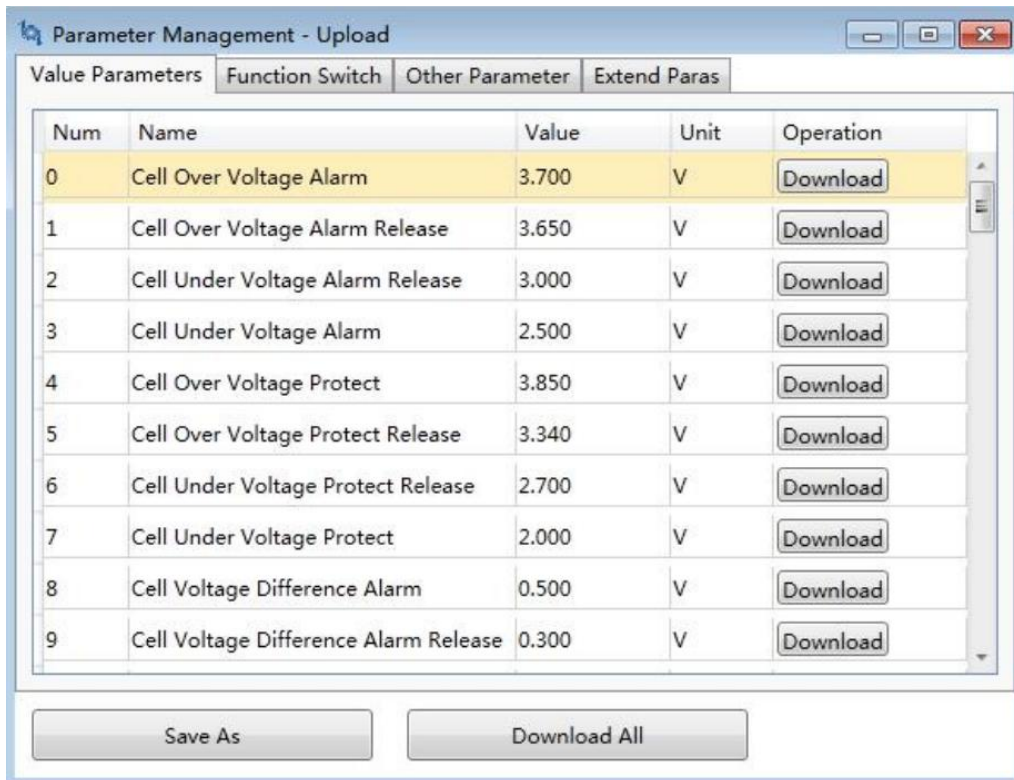 Parameter Management - Upload
Value Parameters Function Switch Other Parameter Extend Paras
Num Name Value Unit Operation
0 Cell Over Voltage Alarm 3.700 V Download
1 Cell Over Voltage Alarm Release 3.650 V Download
2 Cell Under Voltage Alarm Release 3.000 V Download
3 Cell Under Voltage Alarm 2.500 V Download
4 Cell Over Voltage Protect 3.850 V Download
5 Cell Over Voltage Protect Release 3.340 V Download
6 Cell Under Voltage Protect Release 2.700 V Download
7 Cell Under Voltage Protect 2.000 V Download
8 Cell Voltage Difference Alarm 0.500 V Download
9 Cell Voltage Difference Alarm Release 0.300 V Download
Save As Download All